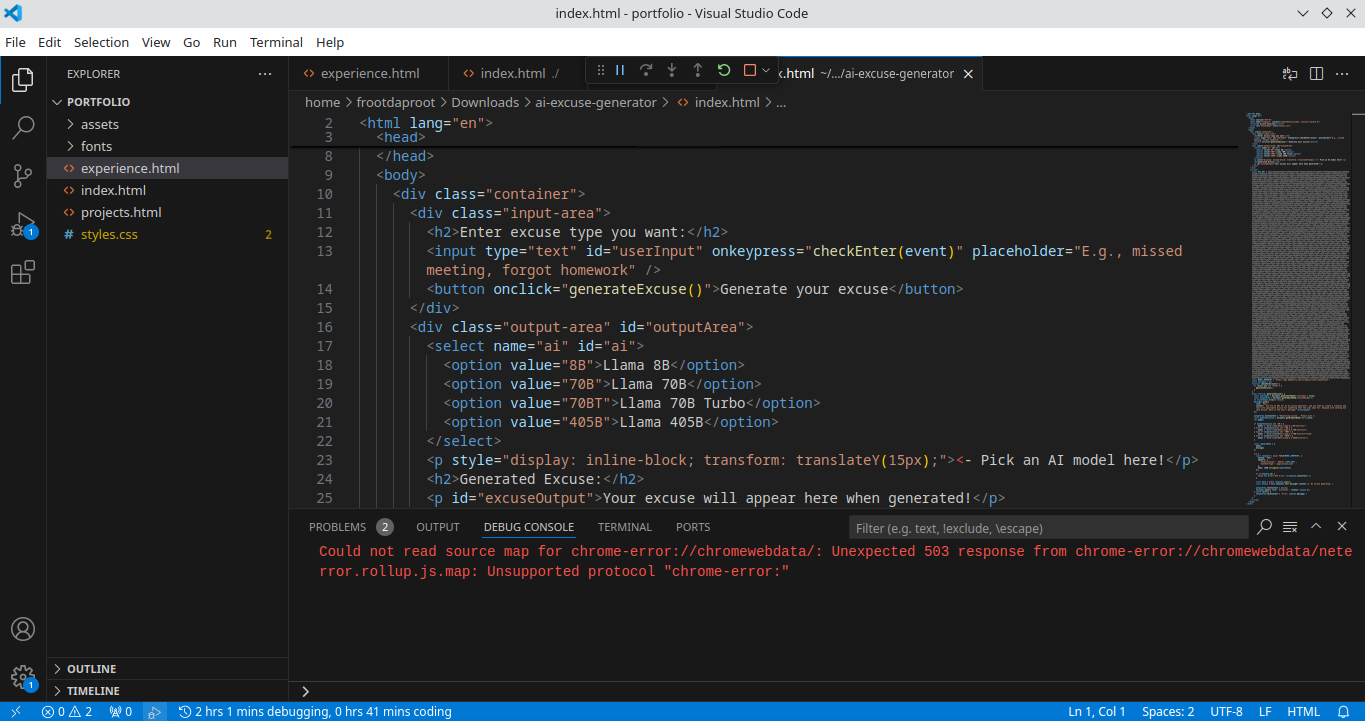 index.html - portfolio - Visual Studio Code
File Edit Selection View Go Run Terminal Help
EXPLORER
PORTFOLIO
assets
fonts
experience.html
index.html
projects.html
styles.css 2
OUTLINE
TIMELINE
1
1
experience.html
index.html ./
x.html ~/.../ai-excuse-generator
home > frootdaproot > Downloads > ai-excuse-generator > index.html > ...
2 <html lang="en">
3 <head>
8 </head>
9 <body>
10 <div class="container">
11 <div class="input-area">
12 <h2>Enter excuse type you want:</h2>
13 <input type="text" id="userInput" onkeypress="checkEnter(event)" placeholder="E.g., missed
meeting, forgot homework" />
14 <button onclick="generateExcuse()">Generate your excuse</button>
15 </div>
16 <div class="output-area" id="outputArea">
17 <select name="ai" id="ai">
18 <option value="8B">Llama 8B</option>
19 <option value="70B">Llama 70B</option>
20 <option value="70BT">Llama 70B Turbo</option>
21 <option value="405B">Llama 405B</option>
22 </select>
23 <p style="display: inline-block; transform: translateY(15px);"><- Pick an AI model here!</p>
24 <h2>Generated Excuse:</h2>
25 <p id="excuseOutput">Your excuse will appear here when generated!</p>
PROBLEMS 2 OUTPUT DEBUG CONSOLE TERMINAL PORTS Filter (e.g. text, !exclude, \escape)
Could not read source map for chrome-error://chromewebdata/: Unexpected 503 response from chrome-error://chromewebdata/nete
rror.rollup.js.map: Unsupported protocol "chrome-error:"
0 2 0 2 hrs 1 mins debugging, 0 hrs 41 mins coding Ln 1, Col 1 Spaces: 2 UTF-8 LF HTML